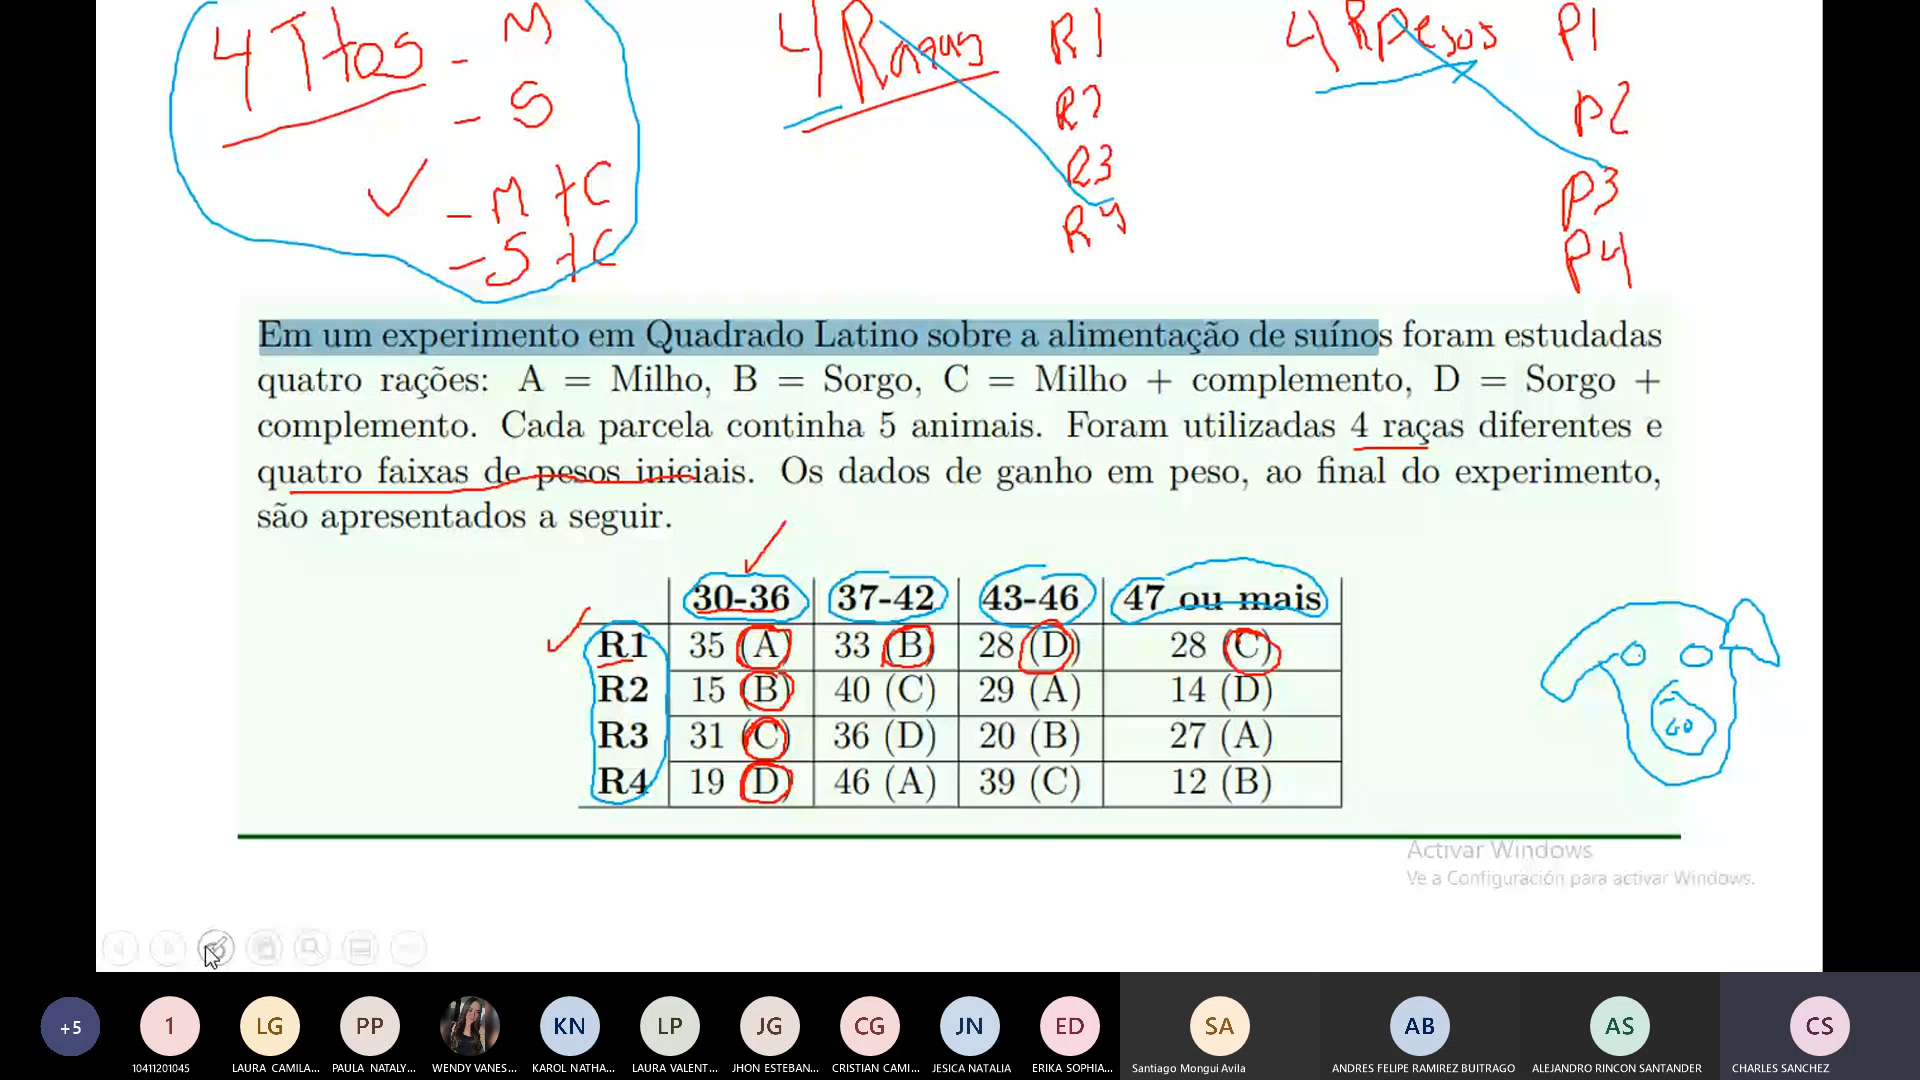 4 Ttos - M
- S
- M + C
- S + C
4 Razas R1
R2
R3
R4
4 R Pesos P1
P2
P3
P4
Em um experimento em Quadrado Latino sobre a alimentação de suínos foram estudadas
quatro rações: A = Milho, B = Sorgo, C = Milho + complemento, D = Sorgo +
complemento. Cada parcela continha 5 animais. Foram utilizadas 4 raças diferentes e
quatro faixas de pesos iniciais. Os dados de ganho em peso, ao final do experimento,
são apresentados a seguir.
30-36 37-42 43-46 47 ou mais
R1 35 (A) 33 (B) 28 (D) 28 (C)
R2 15 (B) 40 (C) 29 (A) 14 (D)
R3 31 (C) 36 (D) 20 (B) 27 (A)
R4 19 (D) 46 (A) 39 (C) 12 (B)
Activar Windows
Ve a Configuración para activar Windows.
+5 1 LG PP KN LP JG CG JN ED SA AB AS CS
10411201045 LAURA CAMILA... PAULA NATALY... WENDY VANES... KAROL NATHA... LAURA VALENT... JHON ESTEBAN... CRISTIAN CAMI... JESICA NATALIA ERIKA SOPHIA... Santiago Mongui Avila ANDRES FELIPE RAMIREZ BUITRAGO ALEJANDRO RINCON SANTANDER CHARLES SANCHEZ